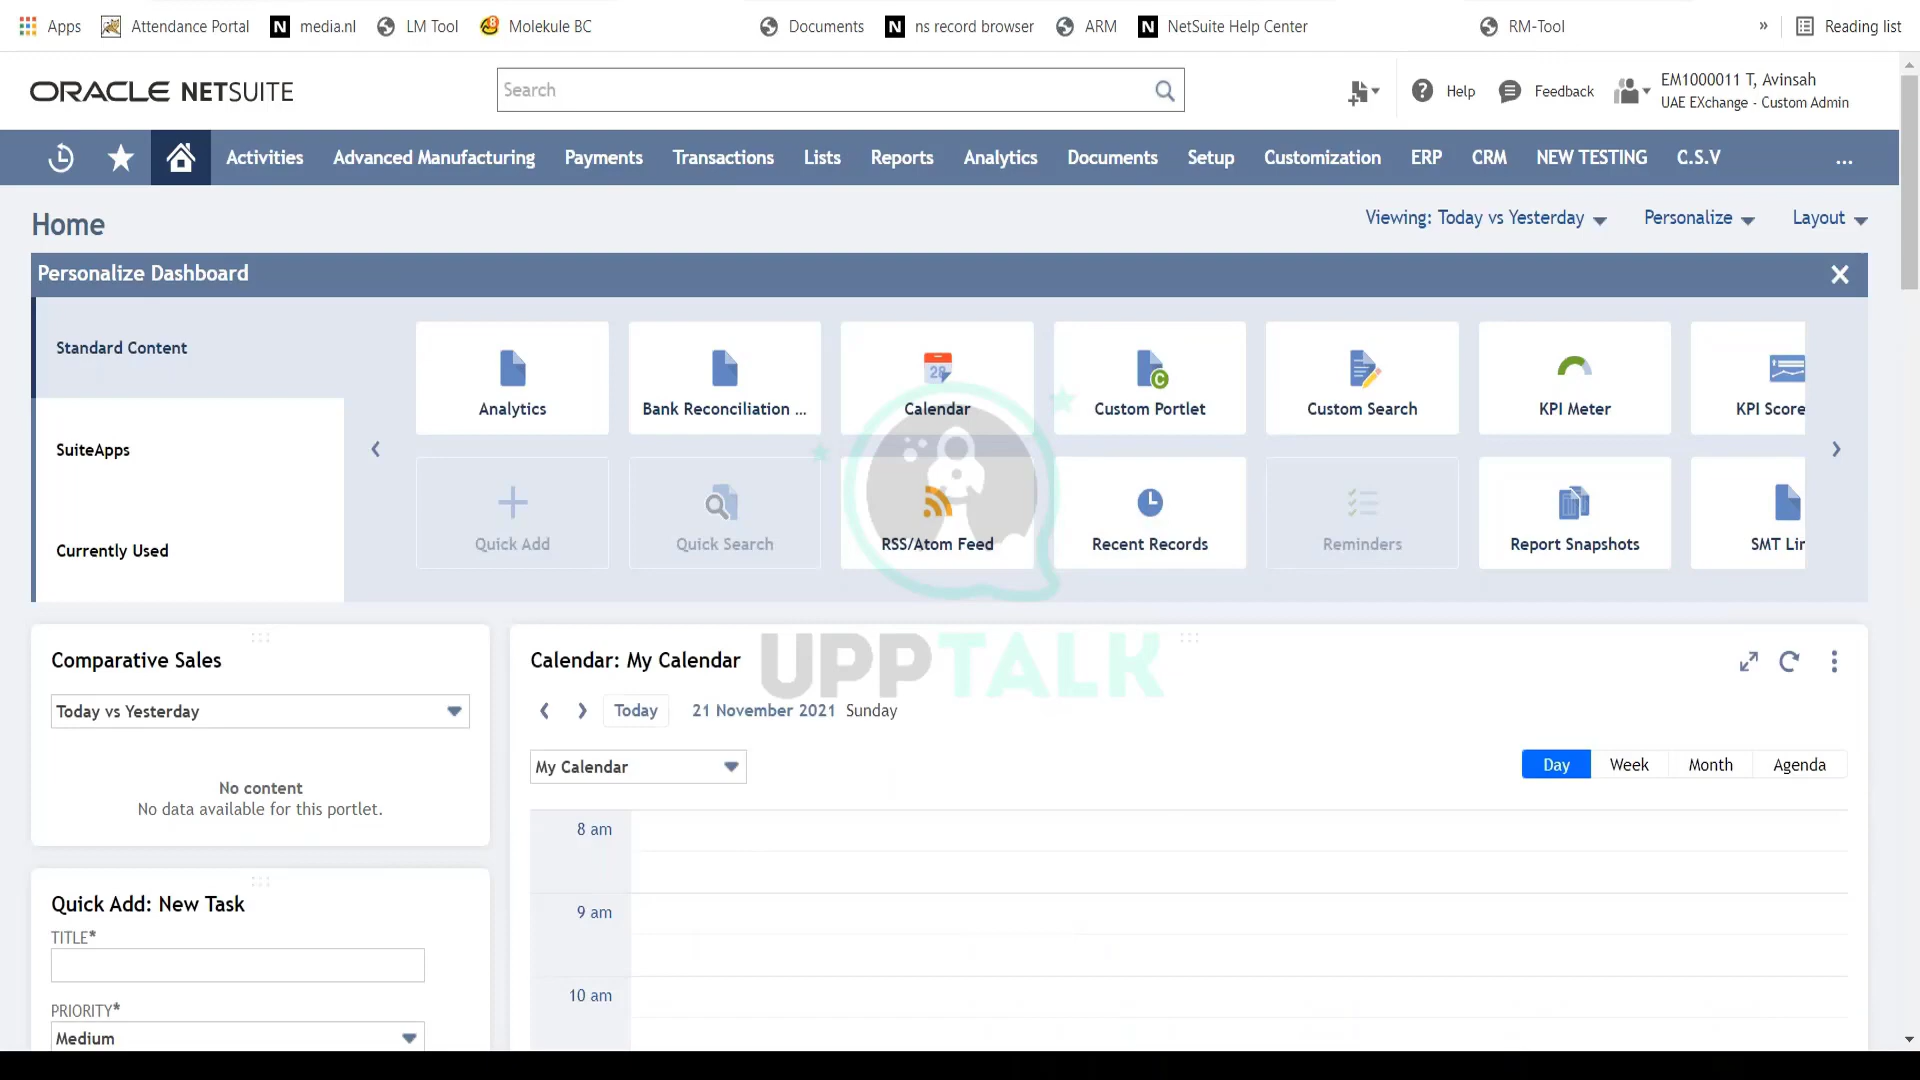 Apps Attendance Portal media.nl LM Tool Molekule BC Documents ns record browser ARM NetSuite Help Center RM-Tool » Reading list
ORACLE NETSUITE
Search
Help
Feedback
EM1000011 T, Avinsah
UAE EXchange - Custom Admin
Activities Advanced Manufacturing Payments Transactions Lists Reports Analytics Documents Setup Customization ERP CRM NEW TESTING C.S.V ...
Home
Viewing: Today vs Yesterday Personalize Layout
Personalize Dashboard
Standard Content
SuiteApps
Currently Used
Analytics Bank Reconciliation ... Calendar Custom Portlet Custom Search KPI Meter KPI Score
28
C
Quick Add Quick Search RSS/Atom Feed Recent Records Reminders Report Snapshots SMT Lir
UPPTALK
Comparative Sales
Today vs Yesterday
No content
No data available for this portlet.
Quick Add: New Task
TITLE*
PRIORITY*
Medium
Calendar: My Calendar
Today 21 November 2021 Sunday
My Calendar
Day Week Month Agenda
8 am
9 am
10 am